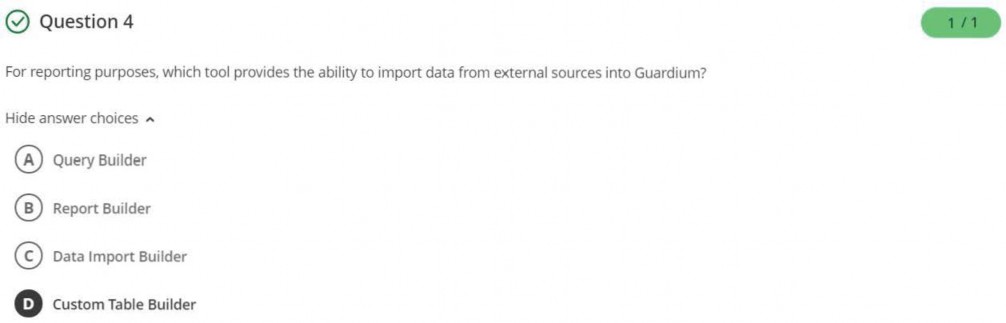 Question 4
1 / 1
For reporting purposes, which tool provides the ability to import data from external sources into Guardium?
Hide answer choices
A Query Builder
B Report Builder
C Data Import Builder
D Custom Table Builder